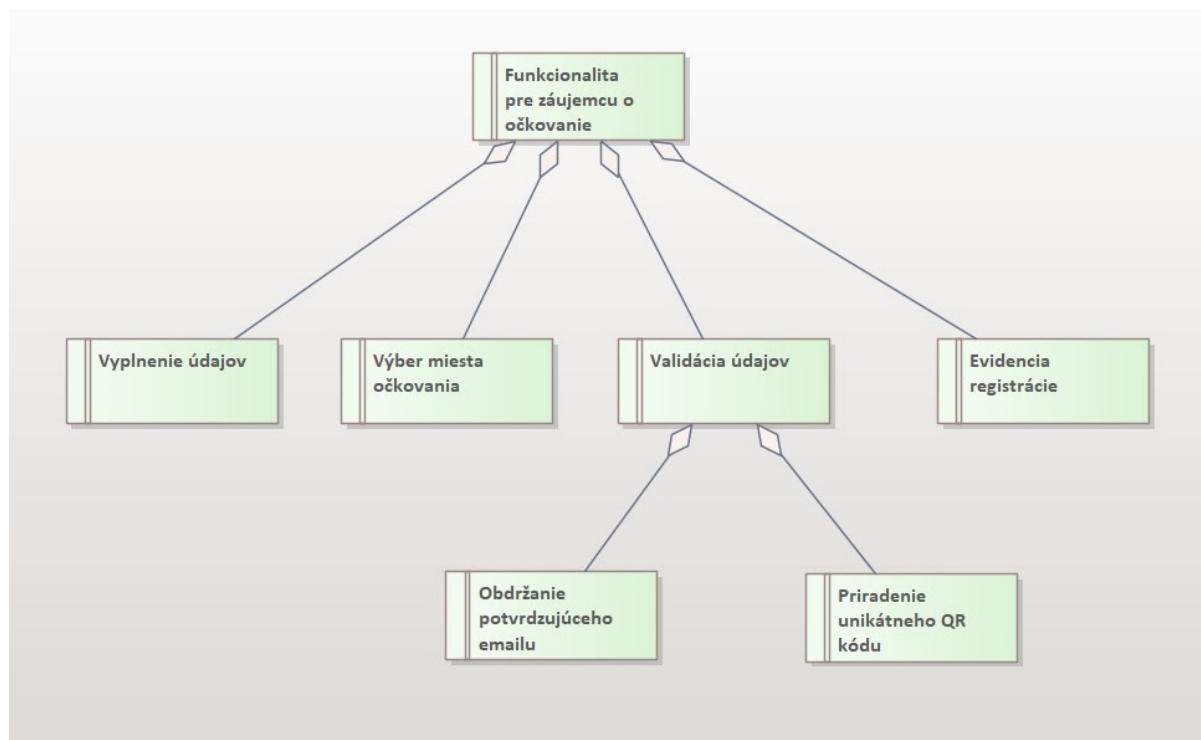 Funkcionalita
pre záujemcu o
očkovanie
Vyplnenie údajov
Výber miesta
očkovania
Validácia údajov
Evidencia
registrácie
Obdržanie
potvrdzujúceho
emailu
Priradenie
unikátneho QR
kódu